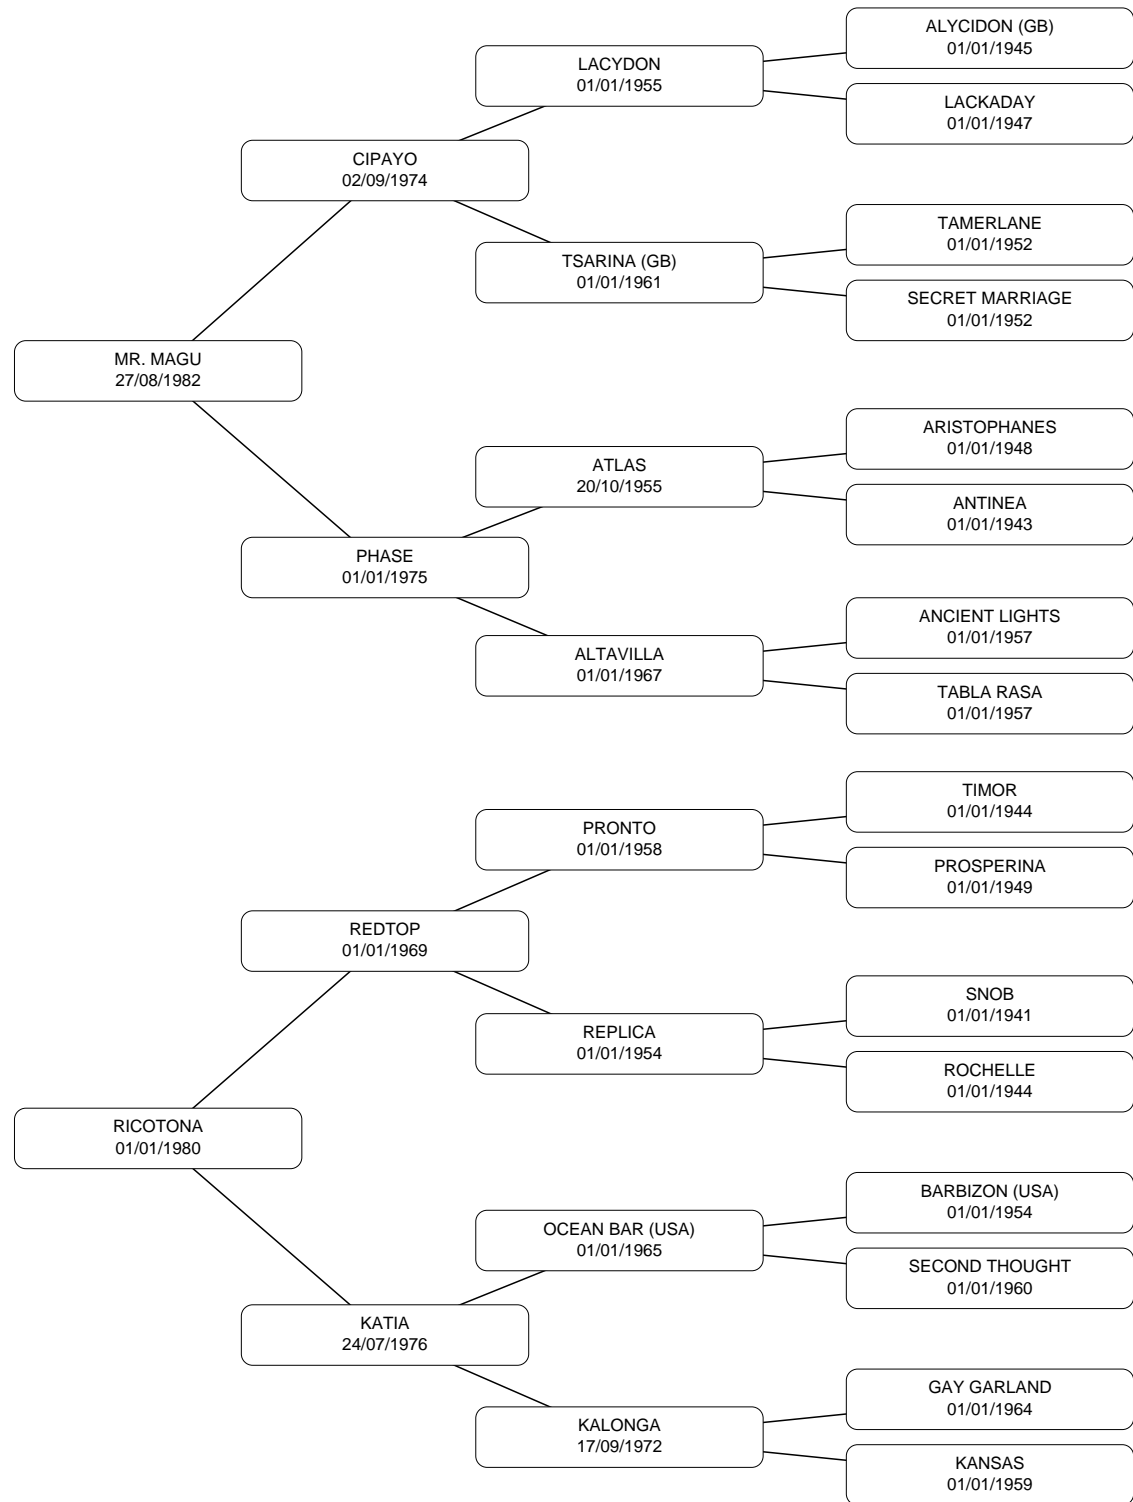 ALYCIDON (GB)
01/01/1945
LACYDON
01/01/1955
LACKADAY
01/01/1947
CIPAYO
02/09/1974
TAMERLANE
01/01/1952
TSARINA (GB)
01/01/1961
SECRET MARRIAGE
01/01/1952
MR. MAGU
27/08/1982
ARISTOPHANES
01/01/1948
ATLAS
20/10/1955
ANTINEA
01/01/1943
PHASE
01/01/1975
ANCIENT LIGHTS
01/01/1957
ALTAVILLA
01/01/1967
TABLA RASA
01/01/1957
TIMOR
01/01/1944
PRONTO
01/01/1958
PROSPERINA
01/01/1949
REDTOP
01/01/1969
SNOB
01/01/1941
REPLICA
01/01/1954
ROCHELLE
01/01/1944
RICOTONA
01/01/1980
BARBIZON (USA)
01/01/1954
OCEAN BAR (USA)
01/01/1965
SECOND THOUGHT
01/01/1960
KATIA
24/07/1976
GAY GARLAND
01/01/1964
KALONGA
17/09/1972
KANSAS
01/01/1959